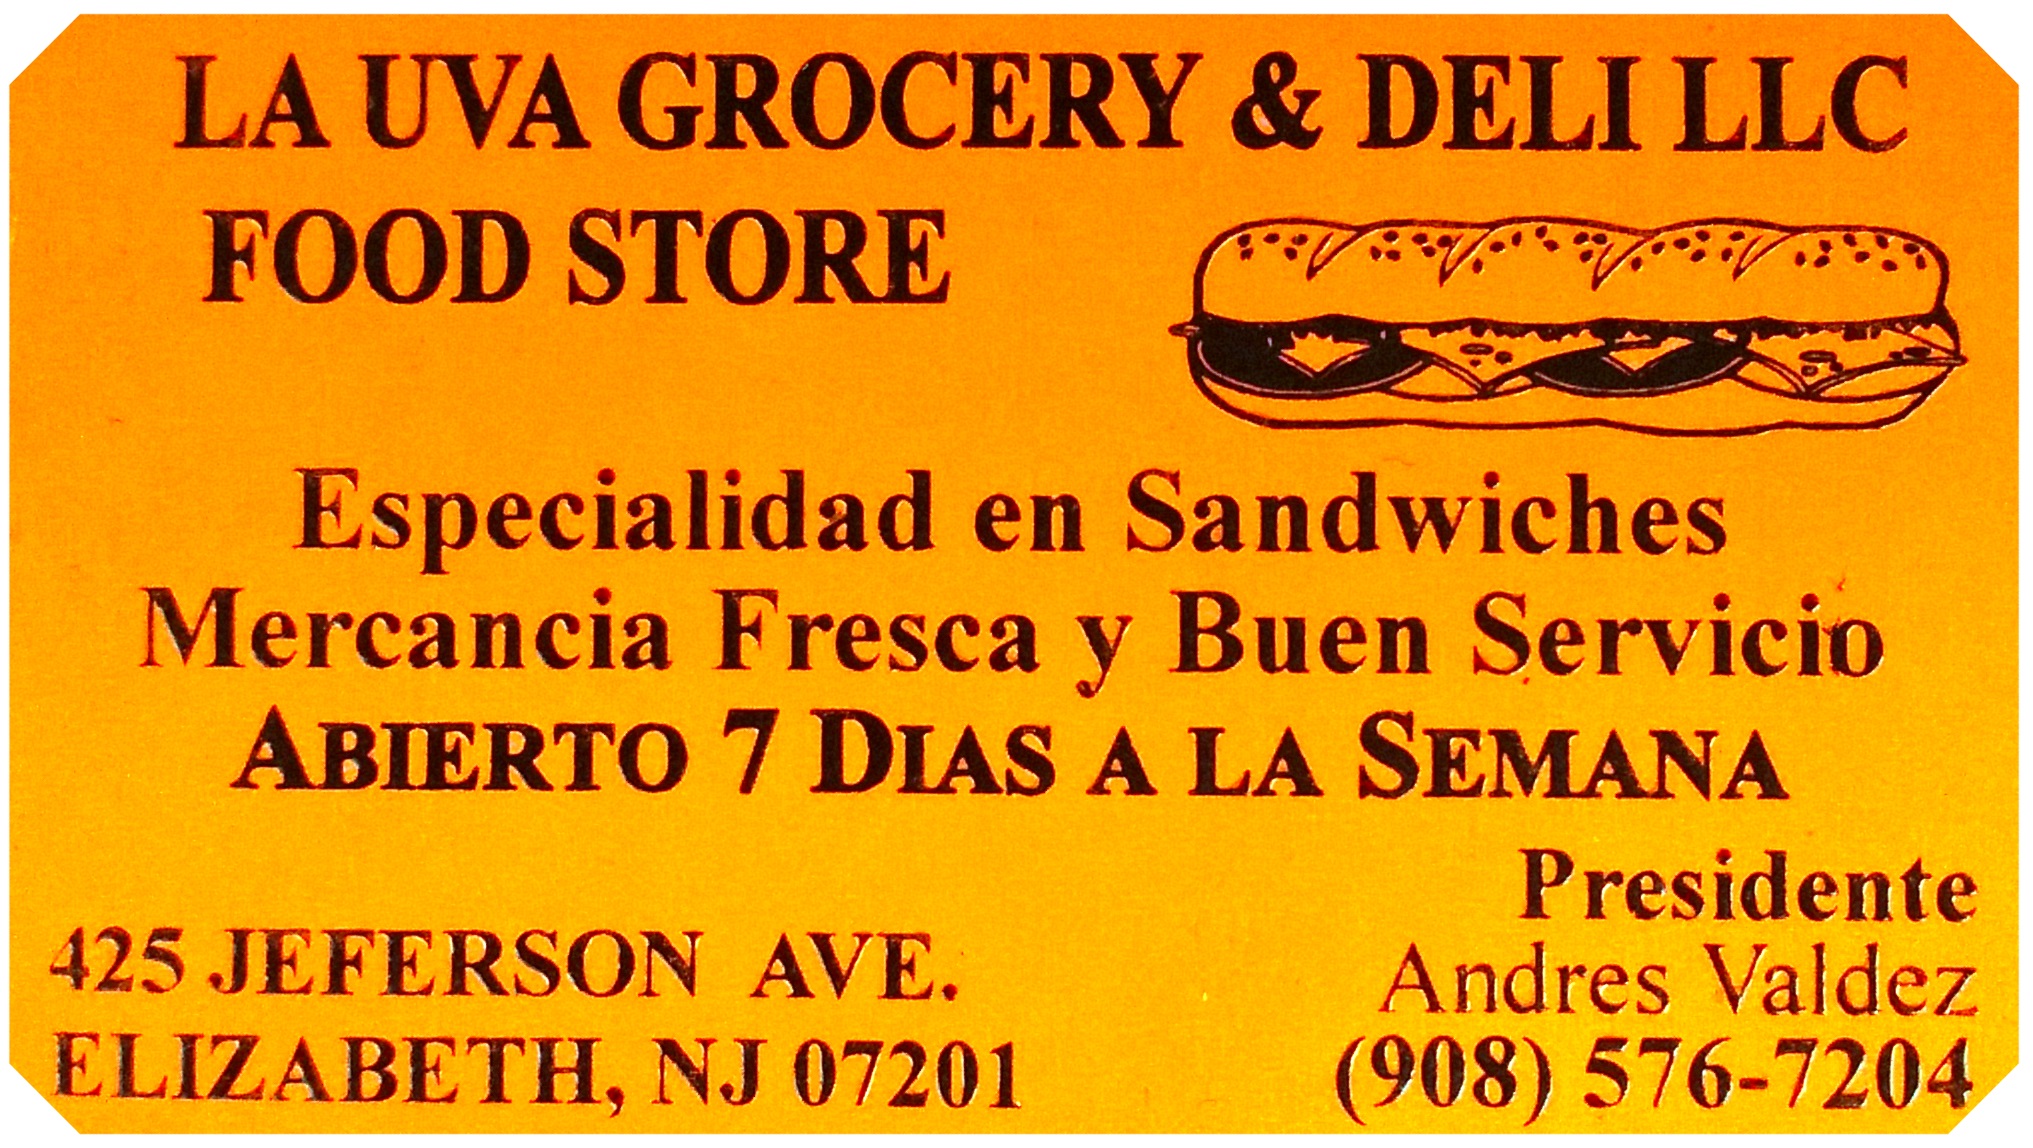 LA UVA GROCERY & DELI LLC
FOOD STORE
Especialidad en Sandwiches
Mercancia Fresca y Buen Servicio
ABIERTO 7 DIAS A LA SEMANA
425 JEFERSON AVE.
ELIZABETH, NJ 07201
Presidente
Andres Valdez
(908) 576-7204